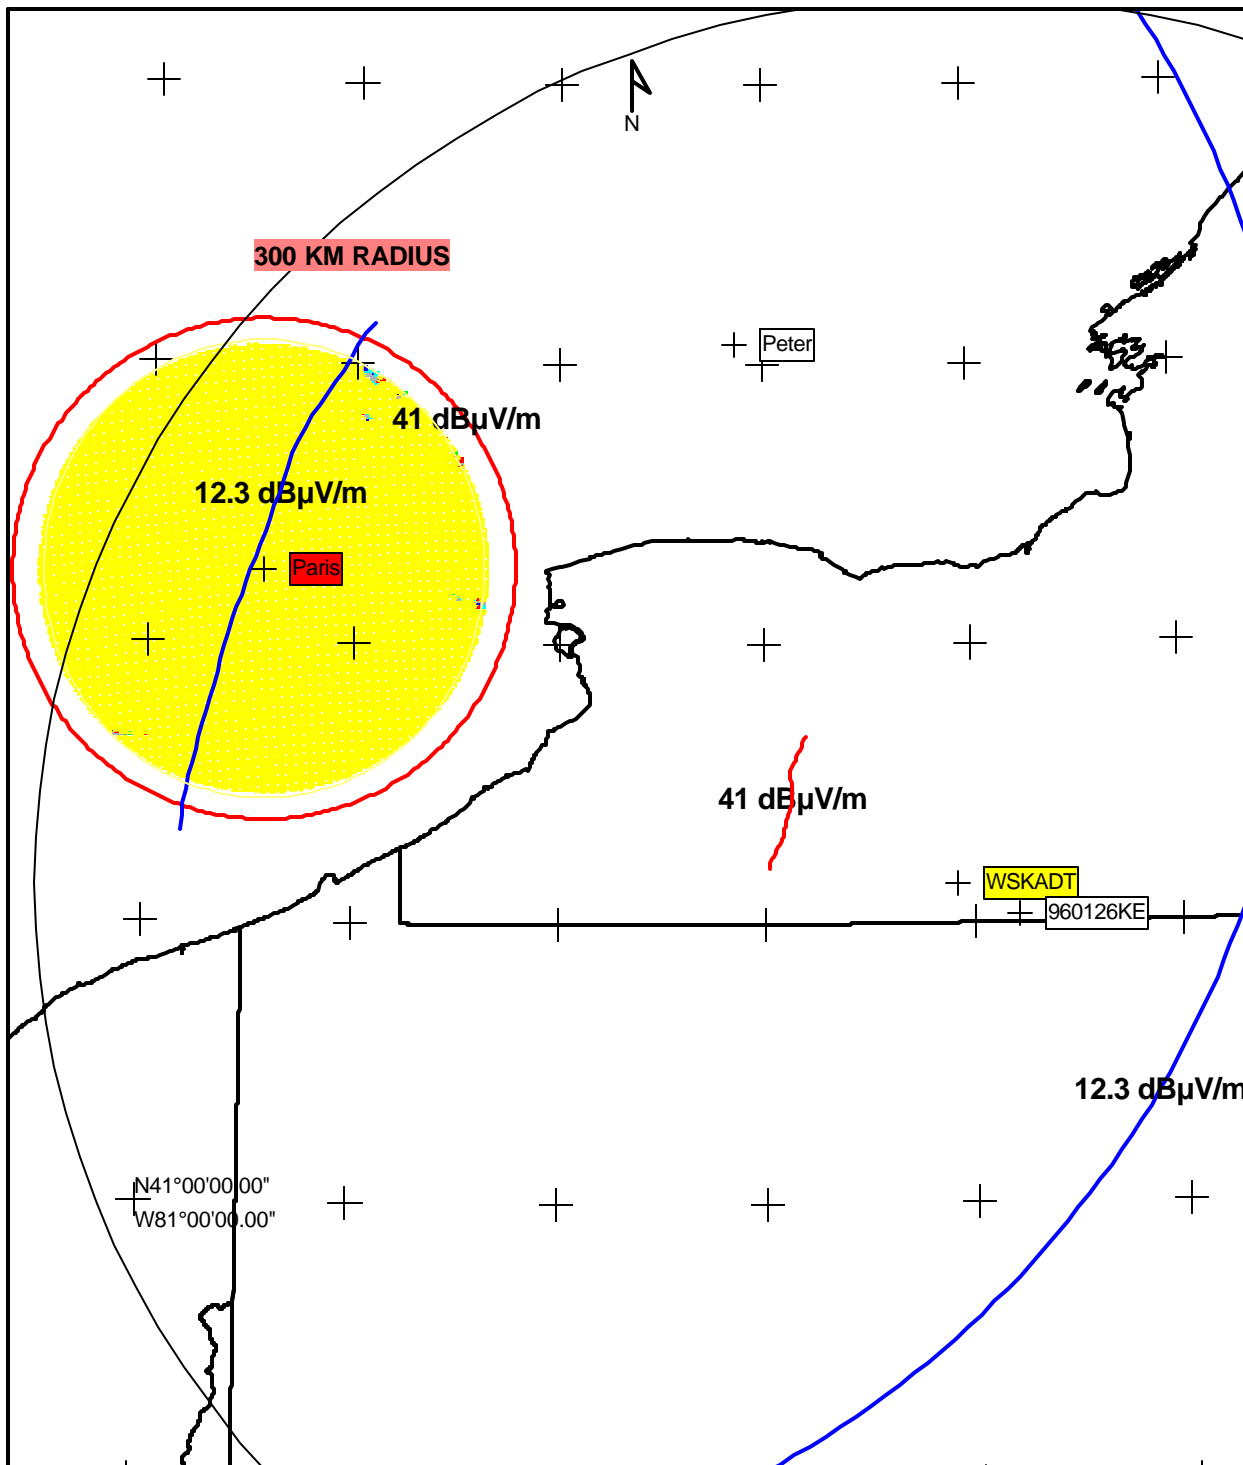 N
300 KM RADIUS
Peter
41 dBµV/m
12.3 dBµV/m
Paris
41 dBµV/m
WSKADT
960126KE
12.3 dBµV/m
N41°00'00.00"
W81°00'00.00"